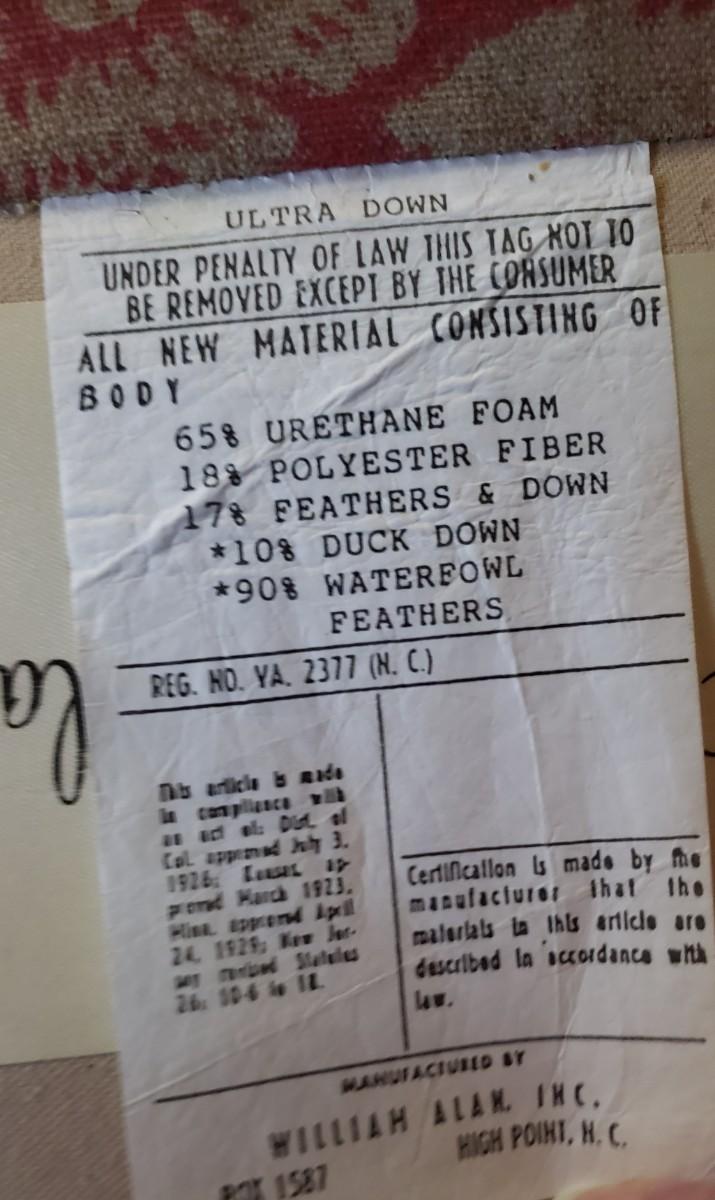 ULTRA DOWN
UNDER PENALTY OF LAW THIS TAG NOT TO
BE REMOVED EXCEPT BY THE CONSUMER
ALL NEW MATERIAL CONSISTING OF
BODY
65% URETHANE FOAM
18% POLYESTER FIBER
17% FEATHERS & DOWN
*10% DUCK DOWN
*90% WATERFOWL
FEATHERS
REG. NO. VA. 2377 (N. C.)
This article is made
in compliance with
an act of: Dist. of
Col. approved July 3,
1926; Kansas, ap-
proved March 1923.
Minn. approved April
24, 1929; New Jer-
sey revised Statutes
26: 10-6 to 18.
Certification is made by the
manufacturer that the
materials in this article are
described in accordance with
law.
MANUFACTURED BY
WILLIAM ALAN, INC.
BOX 1587 HIGH POINT, N. C.